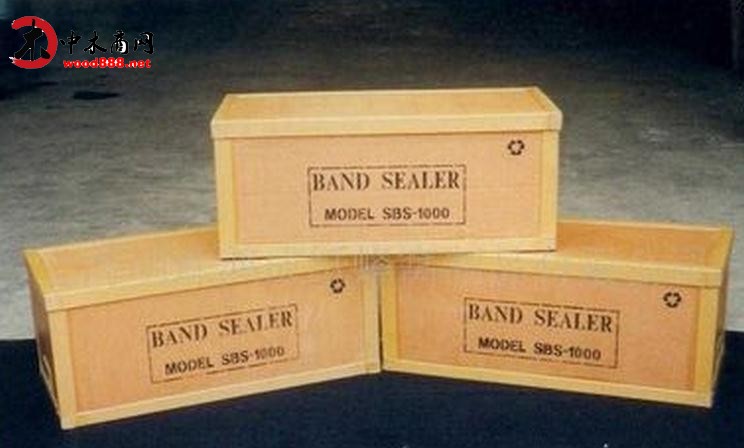 中木商网
wood888.net
BAND SEALER
MODEL SBS-1000
BAND SEALER
MODEL SBS-1000
BAND SEALER
MODEL SBS-1000